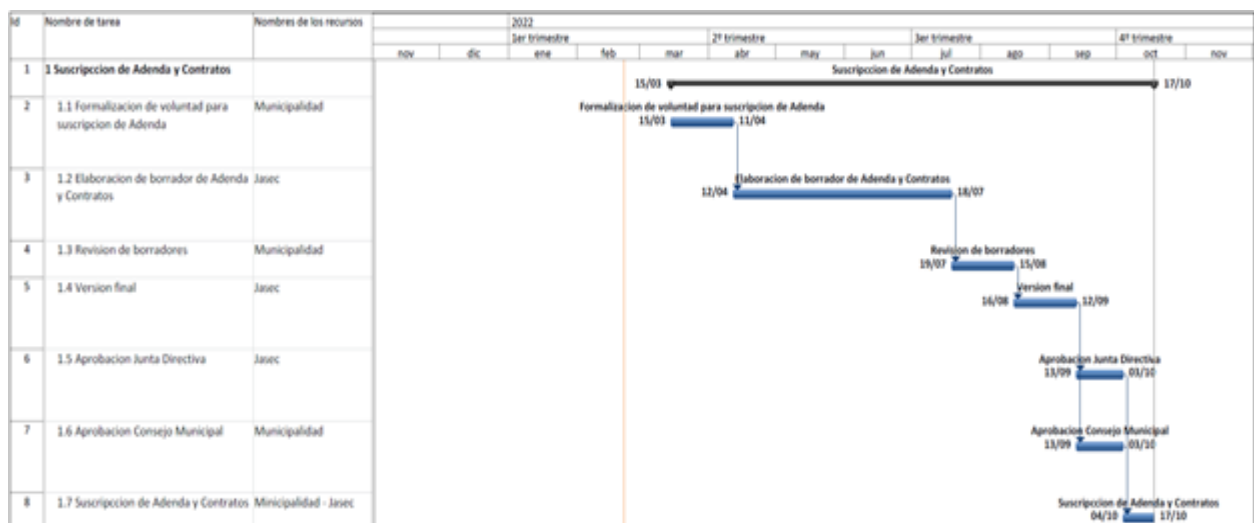 Id Nombre de tarea Nombres de los recursos 2022
1er trimestre 2º trimestre 3er trimestre 4º trimestre
nov dic ene feb mar abr may jun jul ago sep oct nov
1 1 Suscripccion de Adenda y Contratos Suscripccion de Adenda y Contratos
15/03 17/10
2 1.1 Formalizacion de voluntad para Municipalidad Formalizacion de voluntad para suscripcion de Adenda
suscripcion de Adenda 15/03 11/04
3 1.2 Elaboracion de borrador de Adenda Jasec Elaboracion de borrador de Adenda y Contratos
y Contratos 12/04 18/07
4 1.3 Revision de borradores Municipalidad Revision de borradores
19/07 15/08
5 1.4 Version final Jasec Version final
16/08 12/09
6 1.5 Aprobacion Junta Directiva Jasec Aprobacion Junta Directiva
13/09 03/10
7 1.6 Aprobacion Consejo Municipal Municipalidad Aprobacion Consejo Municipal
13/09 03/10
8 1.7 Suscripccion de Adenda y Contratos Minicipalidad - Jasec Suscripccion de Adenda y Contratos
04/10 17/10